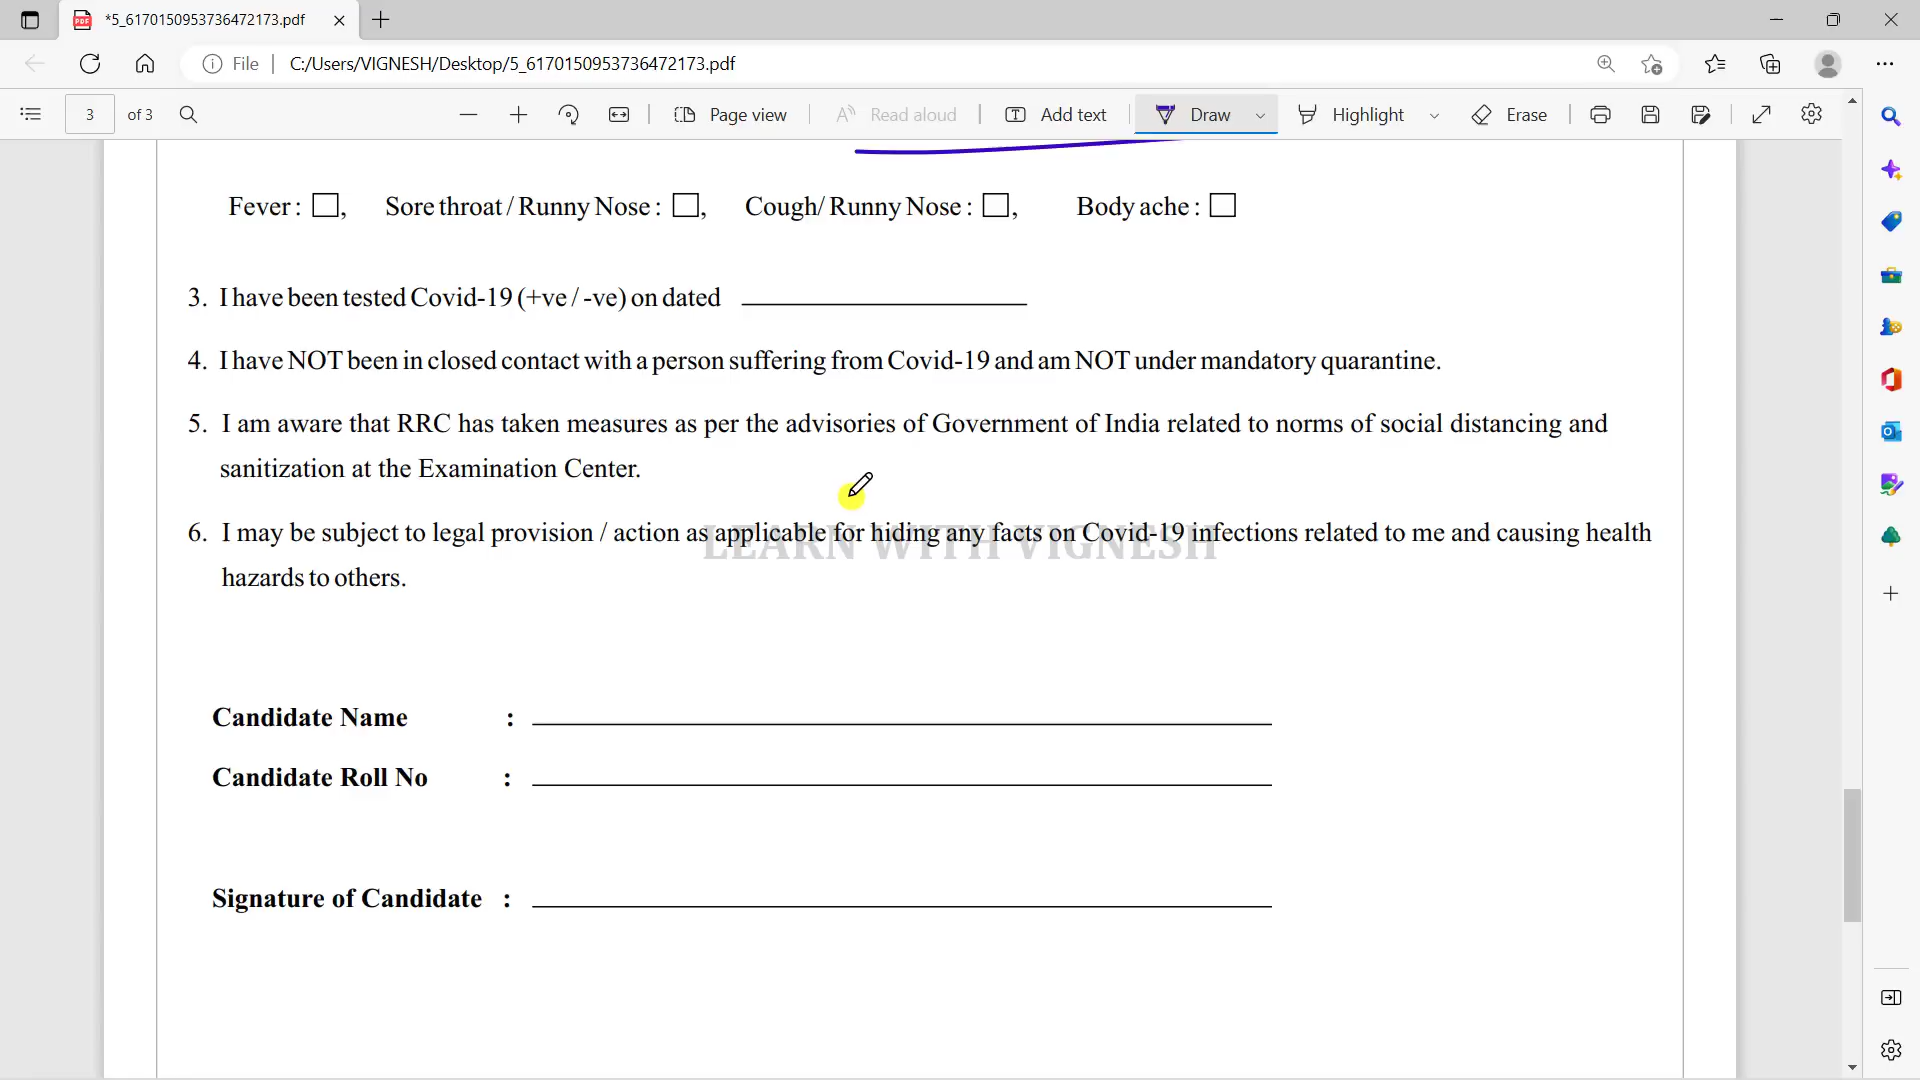 *5_6170150953736472173.pdf
File
C:/Users/VIGNESH/Desktop/5_6170150953736472173.pdf
3 of 3
Page view
Read aloud
Add text
Draw
Highlight
Erase
Fever : , Sore throat / Runny Nose : , Cough/ Runny Nose : , Body ache :
3. I have been tested Covid-19 (+ve / -ve) on dated
4. I have NOT been in closed contact with a person suffering from Covid-19 and am NOT under mandatory quarantine.
5. I am aware that RRC has taken measures as per the advisories of Government of India related to norms of social distancing and
sanitization at the Examination Center.
6. I may be subject to legal provision / action as applicable for hiding any facts on Covid-19 infections related to me and causing health
LEARN WITH VIGNESH
hazards to others.
Candidate Name :
Candidate Roll No :
Signature of Candidate :